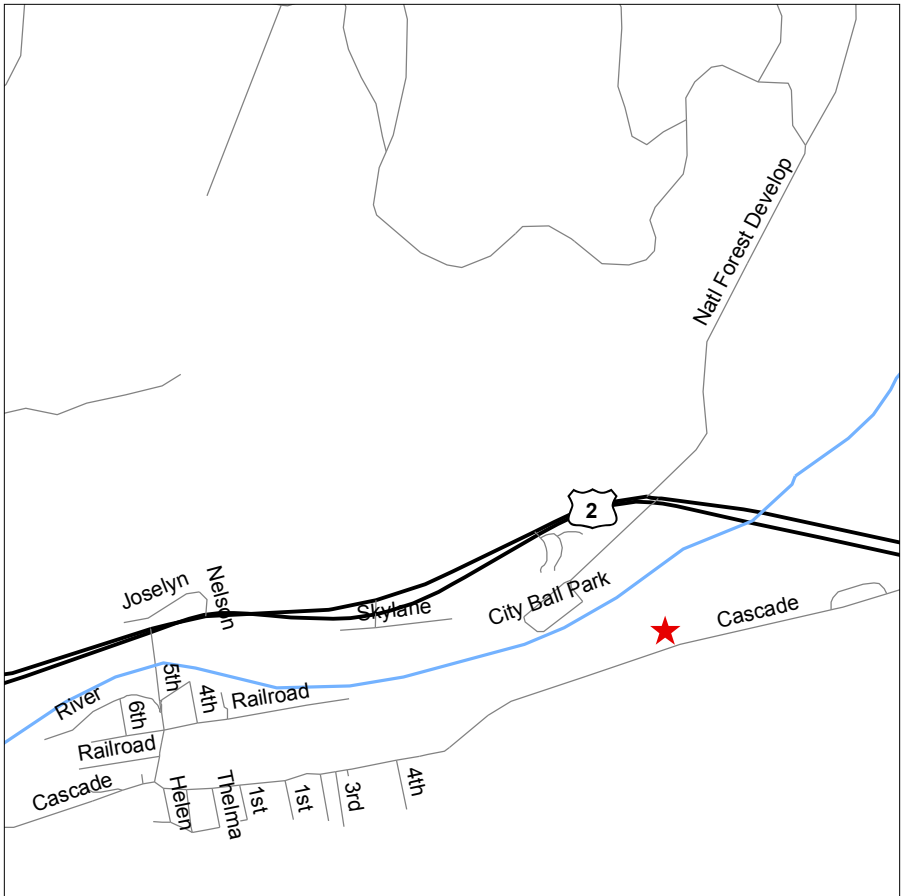 Natl Forest Develop
2
Joselyn
Nelson
Skylane
City Ball Park
Cascade
River
5th
4th
Railroad
6th
Railroad
Cascade
Helen
Thelma
1st
1st
3rd
4th